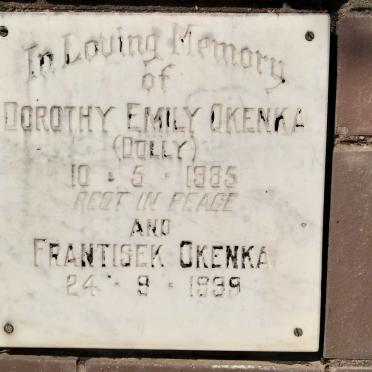 In Loving Memory
of
DOROTHY EMILY OKENKA
(DOLLY)
10 · 5 · 1985
REST IN PEACE
AND
FRANTISEK OKENKA
24 · 9 · 1999